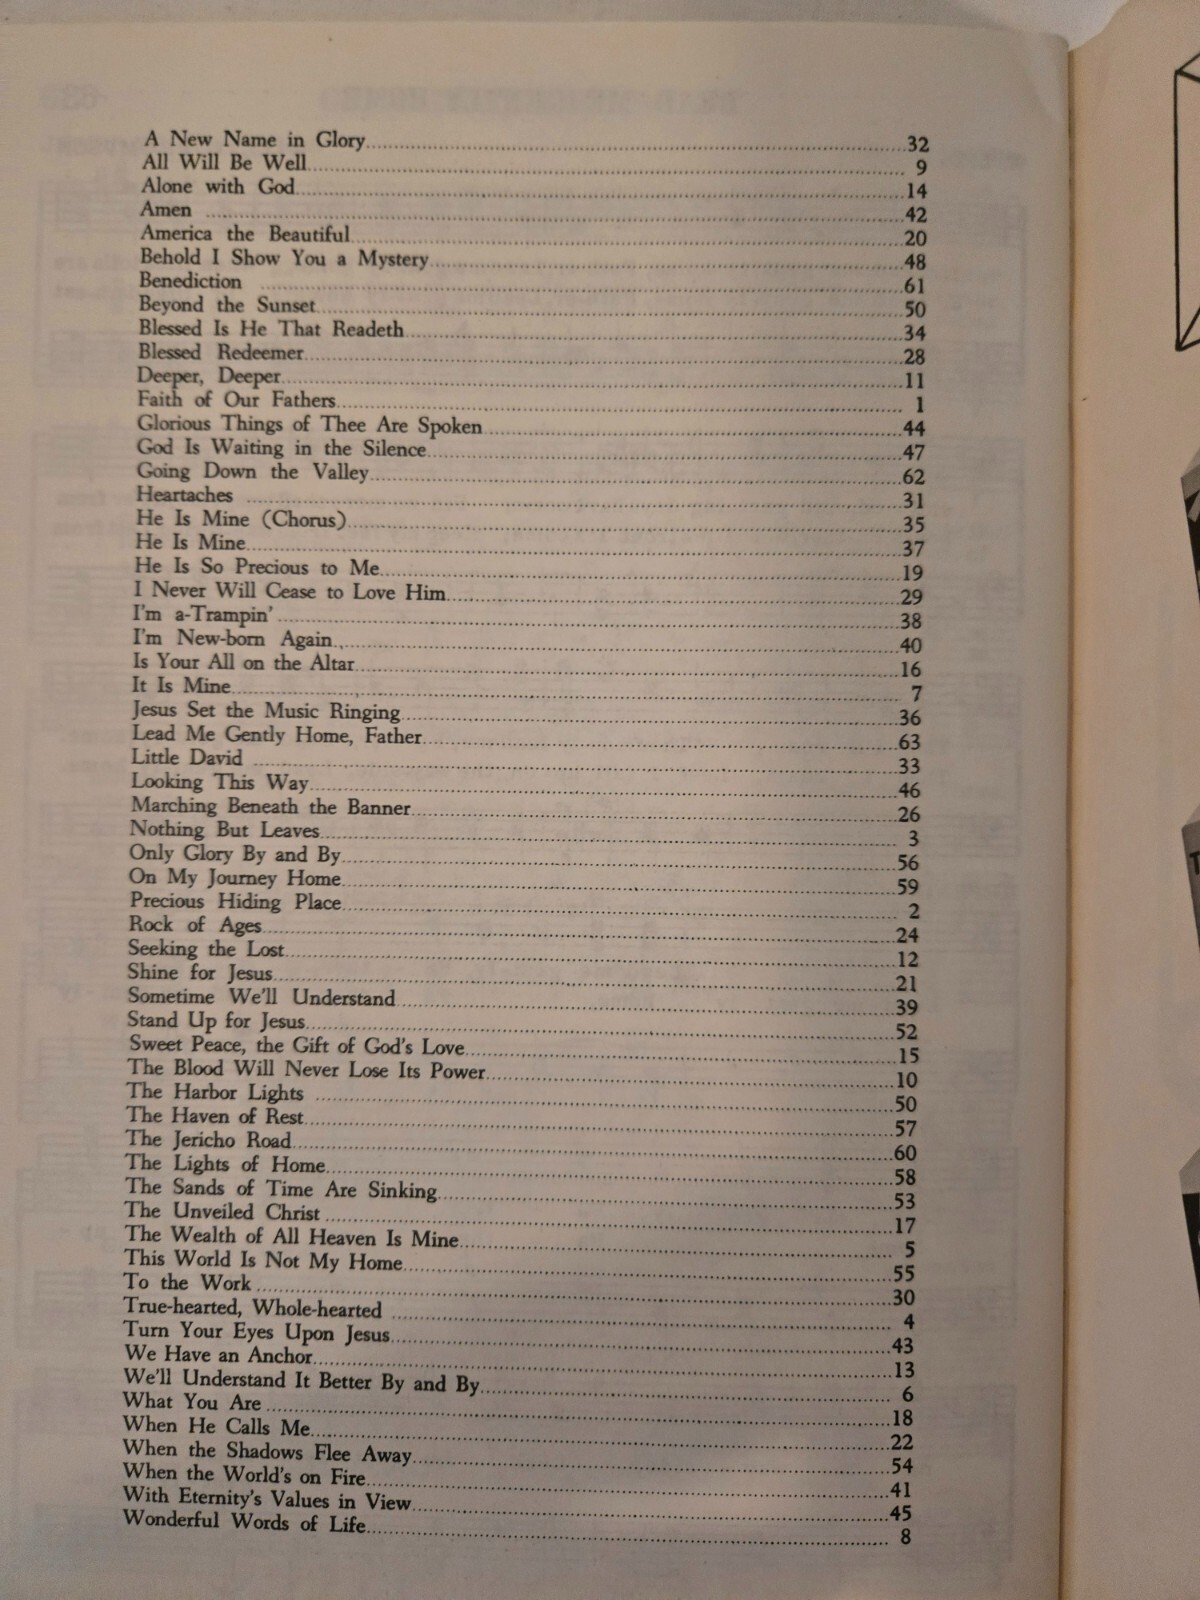 A New Name in Glory 32
All Will Be Well 9
Alone with God 14
Amen 42
America the Beautiful 20
Behold I Show You a Mystery 48
Benediction 61
Beyond the Sunset 50
Blessed Is He That Readeth 34
Blessed Redeemer 28
Deeper, Deeper 11
Faith of Our Fathers 1
Glorious Things of Thee Are Spoken 44
God Is Waiting in the Silence 47
Going Down the Valley 62
Heartaches 31
He Is Mine (Chorus) 35
He Is Mine 37
He Is So Precious to Me 19
I Never Will Cease to Love Him 29
I'm a-Trampin' 38
I'm New-born Again 40
Is Your All on the Altar 16
It Is Mine 7
Jesus Set the Music Ringing 36
Lead Me Gently Home, Father 63
Little David 33
Looking This Way 46
Marching Beneath the Banner 26
Nothing But Leaves 3
Only Glory By and By 56
On My Journey Home 59
Precious Hiding Place 2
Rock of Ages 24
Seeking the Lost 12
Shine for Jesus 21
Sometime We'll Understand 39
Stand Up for Jesus 52
Sweet Peace, the Gift of God's Love 15
The Blood Will Never Lose Its Power 10
The Harbor Lights 50
The Haven of Rest 57
The Jericho Road 60
The Lights of Home 58
The Sands of Time Are Sinking 53
The Unveiled Christ 17
The Wealth of All Heaven Is Mine 5
This World Is Not My Home 55
To the Work 30
True-hearted, Whole-hearted 4
Turn Your Eyes Upon Jesus 43
We Have an Anchor 13
We'll Understand It Better By and By 6
What You Are 18
When He Calls Me 22
When the Shadows Flee Away 54
When the World's on Fire 41
With Eternity's Values in View 45
Wonderful Words of Life 8